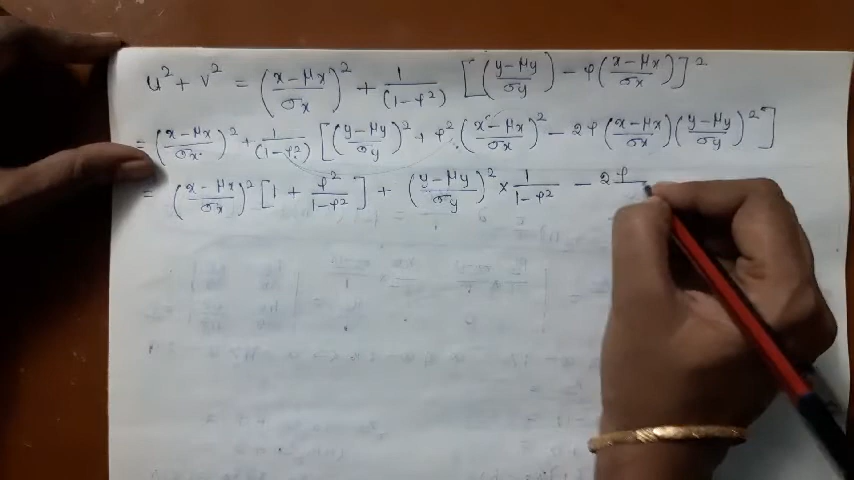 u² + v² = ((x-μx)/σx)² + 1/(1-ρ²) [((y-μy)/σy) - ρ((x-μx)/σx)]²
= ((x-μx)/σx)² + 1/(1-ρ²) [((y-μy)/σy)² + ρ²((x-μx)/σx)² - 2ρ((x-μx)/σx)((y-μy)/σy)²]
= ((x-μx)/σx)² [1 + ρ²/(1-ρ²)] + ((y-μy)/σy)² × 1/(1-ρ²) - 2ρ